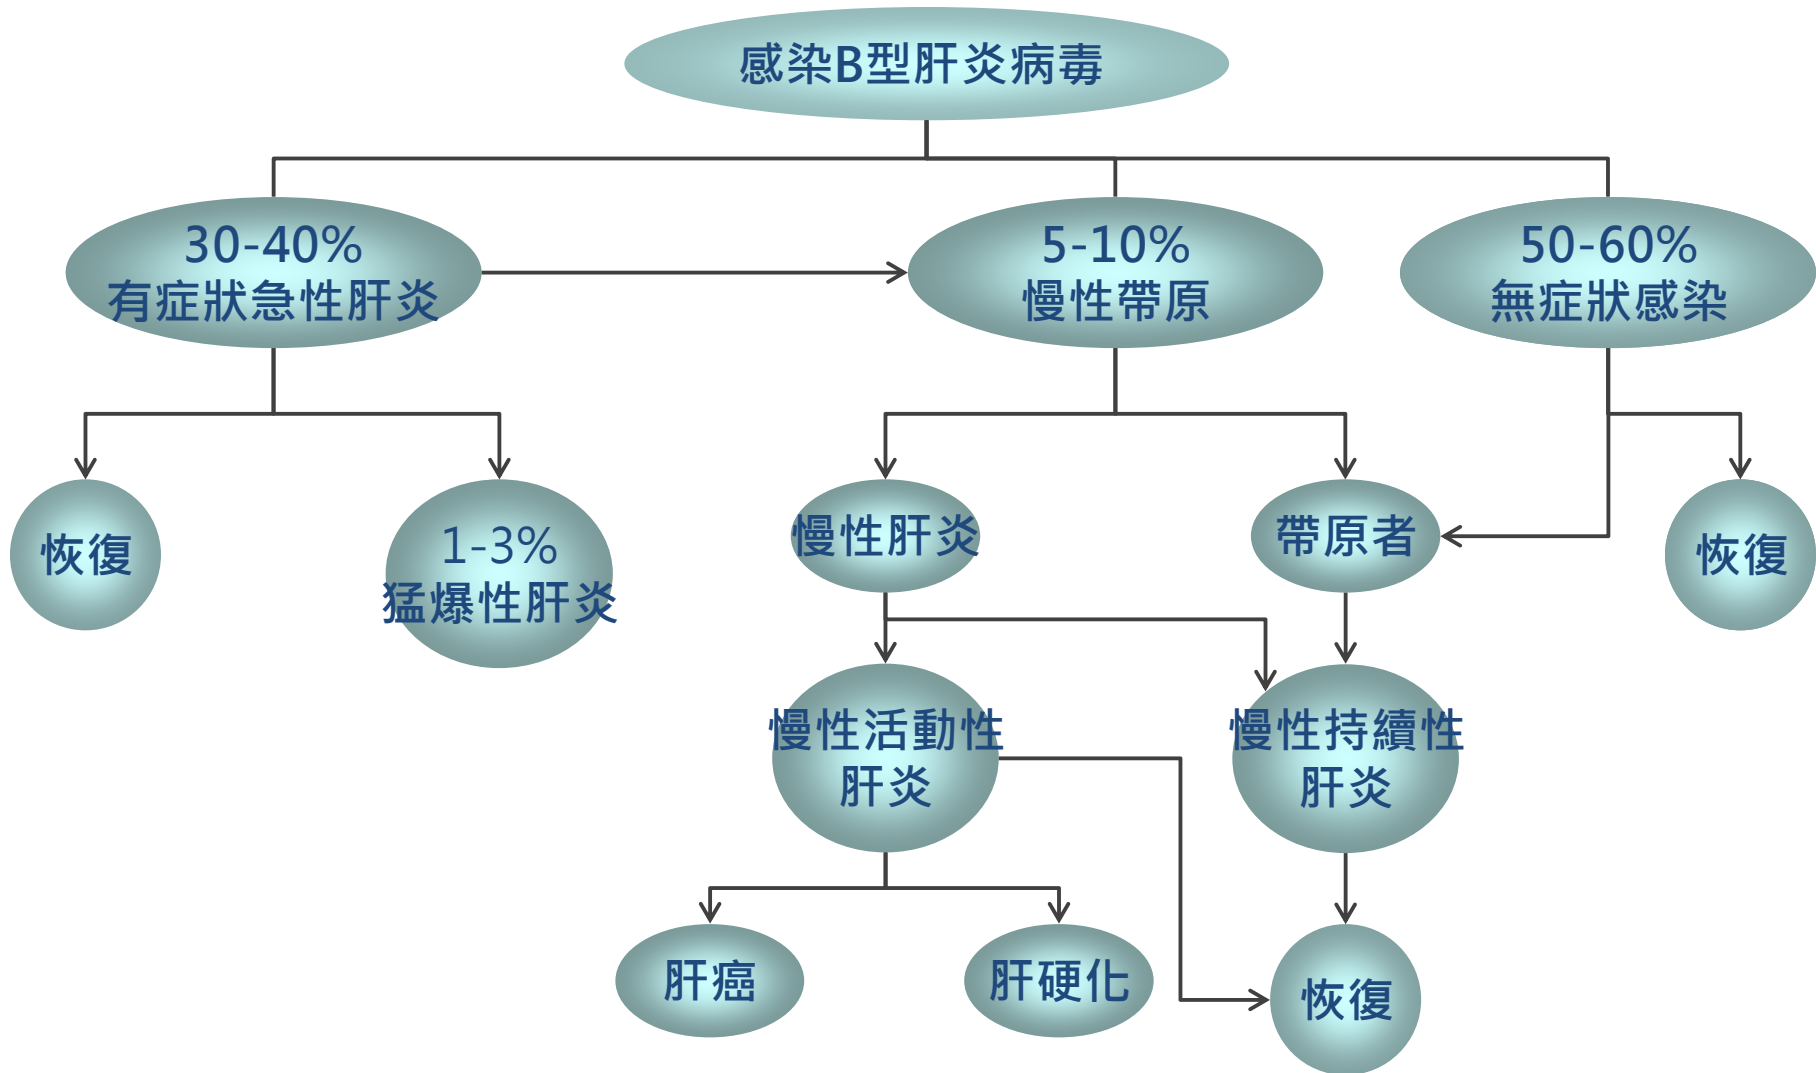 感染B型肝炎病毒
30-40%
有症狀急性肝炎
5-10%
慢性帶原
50-60%
無症狀感染
恢復
1-3%
猛爆性肝炎
慢性肝炎
帶原者
恢復
慢性活動性
肝炎
慢性持續性
肝炎
肝癌
肝硬化
恢復